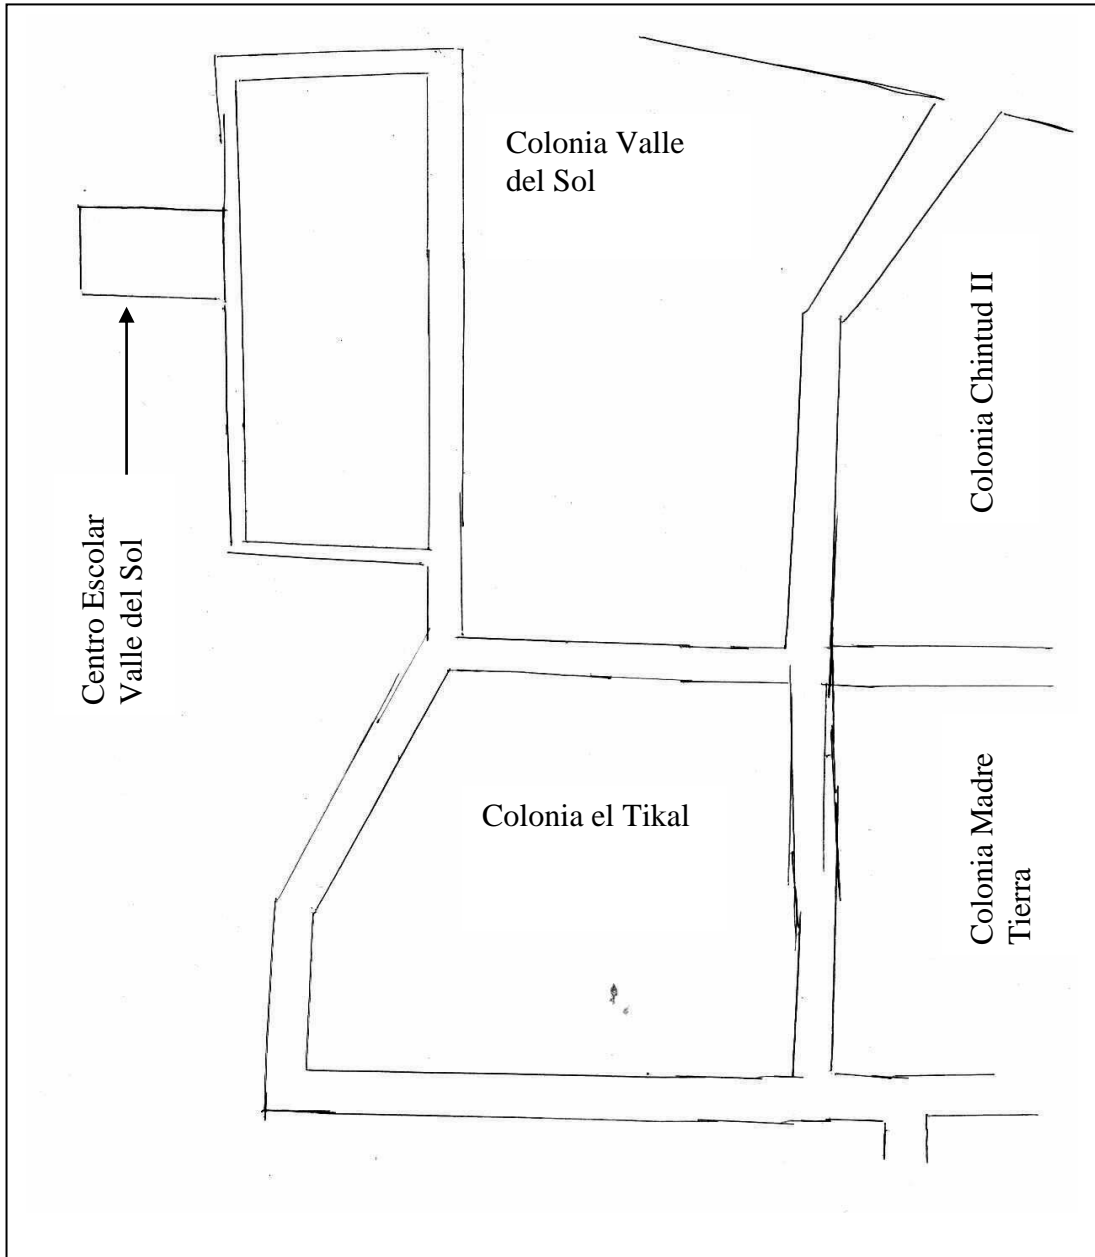 Colonia Valle
del Sol
Colonia Chintud II
Centro Escolar
Valle del Sol
Colonia el Tikal
Colonia Madre
Tierra